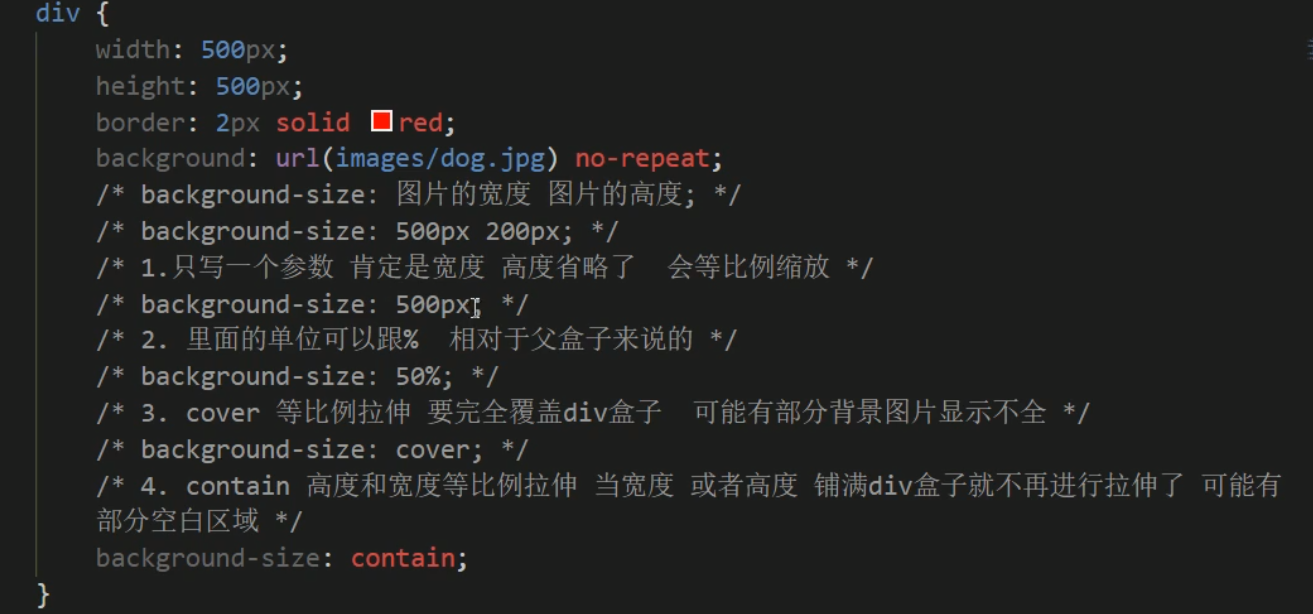 div {
    width: 500px;
    height: 500px;
    border: 2px solid red;
    background: url(images/dog.jpg) no-repeat;
    /* background-size: 图片的宽度 图片的高度; */
    /* background-size: 500px 200px; */
    /* 1.只写一个参数 肯定是宽度 高度省略了  会等比例缩放 */
    /* background-size: 500px; */
    /* 2. 里面的单位可以跟%  相对于父盒子来说的 */
    /* background-size: 50%; */
    /* 3. cover 等比例拉伸 要完全覆盖div盒子  可能有部分背景图片显示不全 */
    /* background-size: cover; */
    /* 4. contain 高度和宽度等比例拉伸 当宽度 或者高度 铺满div盒子就不再进行拉伸了 可能有
    部分空白区域 */
    background-size: contain;
}